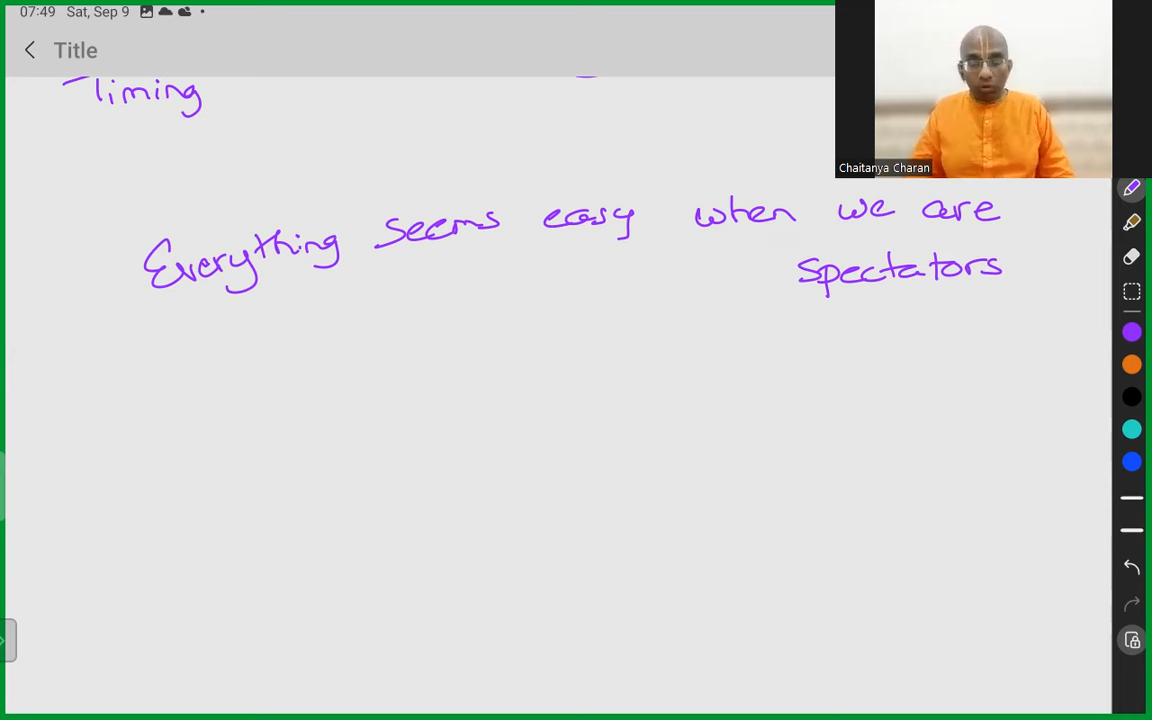 07:49 Sat, Sep 9
Title
Timing
Chaitanya Charan
Everything seems easy when we are
spectators